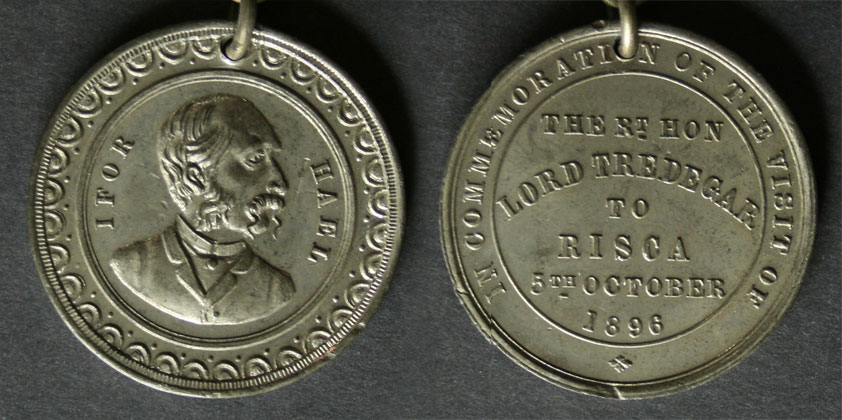 IFOR HAEL
IN COMMEMORATION OF THE VISIT OF
THE RT HON
LORD TREDEGAR
TO
RISCA
5TH OCTOBER
1896